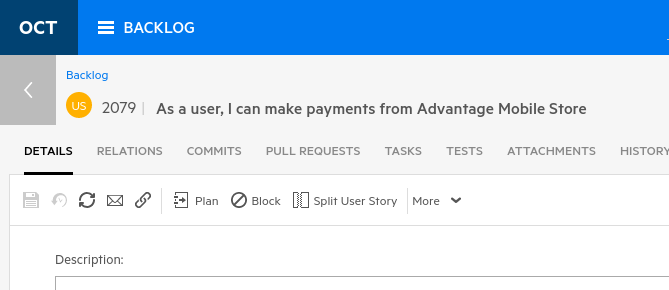 OCT BACKLOG
Backlog
US 2079 | As a user, I can make payments from Advantage Mobile Store
DETAILS RELATIONS COMMITS PULL REQUESTS TASKS TESTS ATTACHMENTS HISTORY
Plan Block Split User Story More
Description: